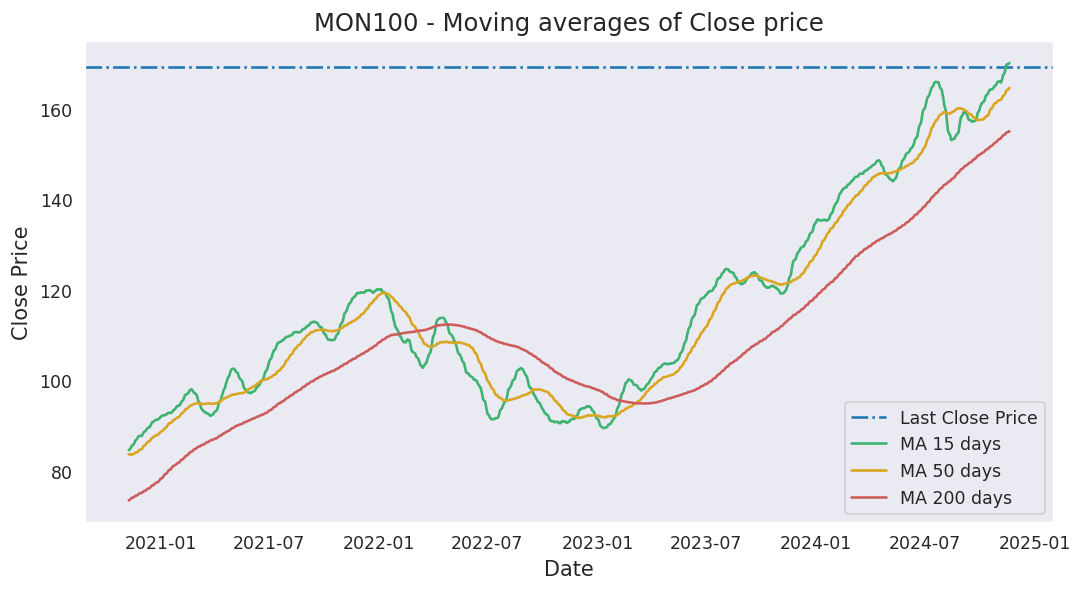 MON100 - Moving averages of Close price
Close Price
160
140
120
100
80
Last Close Price
MA 15 days
MA 50 days
MA 200 days
2021-01
2021-07
2022-01
2022-07
2023-01
2023-07
2024-01
2024-07
2025-01
Date